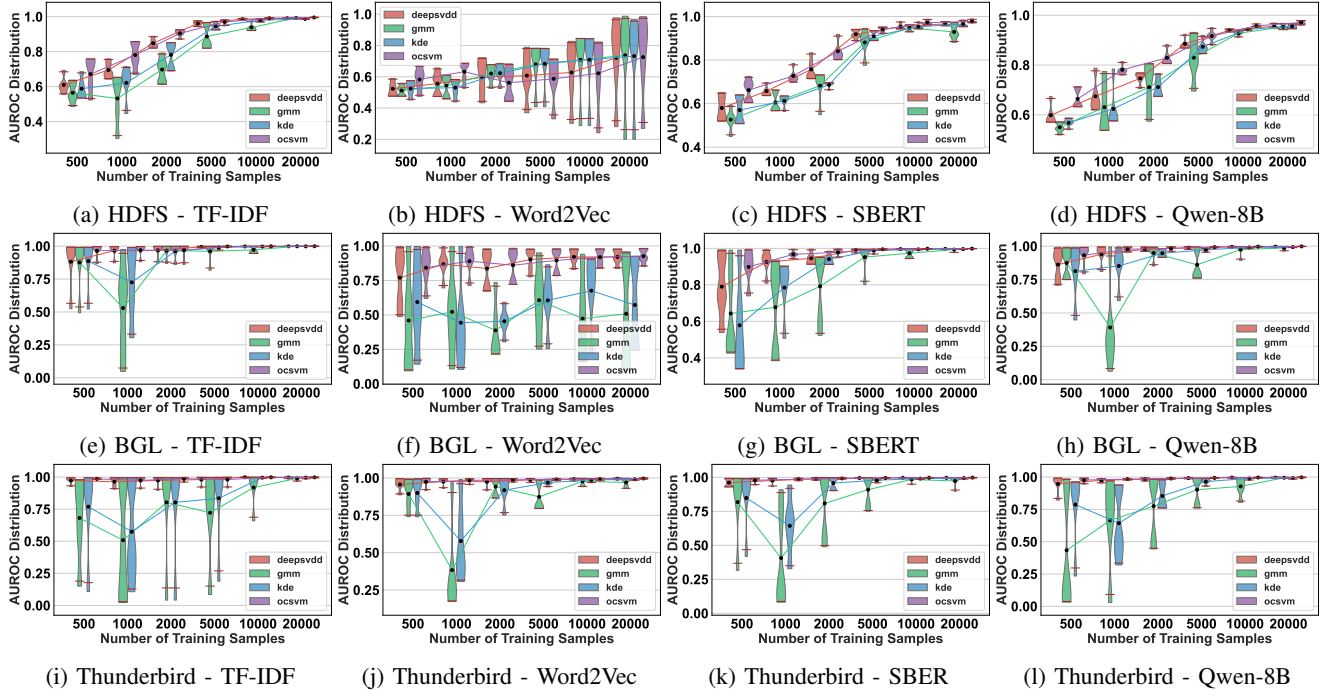 AUROC Distribution
1.0
0.8
0.6
0.4
500 1000 2000 5000 10000 20000
Number of Training Samples
deepsvdd
gmm
kde
ocsvm
(a) HDFS - TF-IDF
AUROC Distribution
1.0
0.8
0.6
0.4
0.2
deepsvdd
gmm
kde
ocsvm
500 1000 2000 5000 10000 20000
Number of Training Samples
(b) HDFS - Word2Vec
AUROC Distribution
1.0
0.8
0.6
0.4
deepsvdd
gmm
kde
ocsvm
500 1000 2000 5000 10000 20000
Number of Training Samples
(c) HDFS - SBERT
AUROC Distribution
1.0
0.8
0.6
deepsvdd
gmm
kde
ocsvm
500 1000 2000 5000 10000 20000
Number of Training Samples
(d) HDFS - Qwen-8B
AUROC Distribution
1.00
0.75
0.50
0.25
0.00
deepsvdd
gmm
kde
ocsvm
500 1000 2000 5000 10000 20000
Number of Training Samples
(e) BGL - TF-IDF
AUROC Distribution
1.00
0.75
0.50
0.25
0.00
deepsvdd
gmm
kde
ocsvm
500 1000 2000 5000 10000 20000
Number of Training Samples
(f) BGL - Word2Vec
AUROC Distribution
1.0
0.8
0.6
0.4
deepsvdd
gmm
kde
ocsvm
500 1000 2000 5000 10000 20000
Number of Training Samples
(g) BGL - SBERT
AUROC Distribution
1.00
0.75
0.50
0.25
0.00
deepsvdd
gmm
kde
ocsvm
500 1000 2000 5000 10000 20000
Number of Training Samples
(h) BGL - Qwen-8B
AUROC Distribution
1.00
0.75
0.50
0.25
0.00
deepsvdd
gmm
kde
ocsvm
500 1000 2000 5000 10000 20000
Number of Training Samples
(i) Thunderbird - TF-IDF
AUROC Distribution
1.00
0.75
0.50
0.25
deepsvdd
gmm
kde
ocsvm
500 1000 2000 5000 10000 20000
Number of Training Samples
(j) Thunderbird - Word2Vec
AUROC Distribution
1.00
0.75
0.50
0.25
0.00
deepsvdd
gmm
kde
ocsvm
500 1000 2000 5000 10000 20000
Number of Training Samples
(k) Thunderbird - SBER
AUROC Distribution
1.00
0.75
0.50
0.25
0.00
deepsvdd
gmm
kde
ocsvm
500 1000 2000 5000 10000 20000
Number of Training Samples
(l) Thunderbird - Qwen-8B